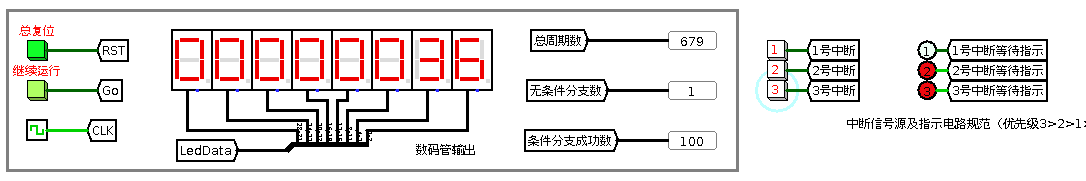 总复位
RST
继续运行
Go
CLK
00000036
LedData
数码管输出
总周期数
679
无条件分支数
1
条件分支成功数
100
1 1号中断
2 2号中断
3 3号中断
1 1号中断等待指示
2 2号中断等待指示
3 3号中断等待指示
中断信号源及指示电路规范（优先级3>2>1>